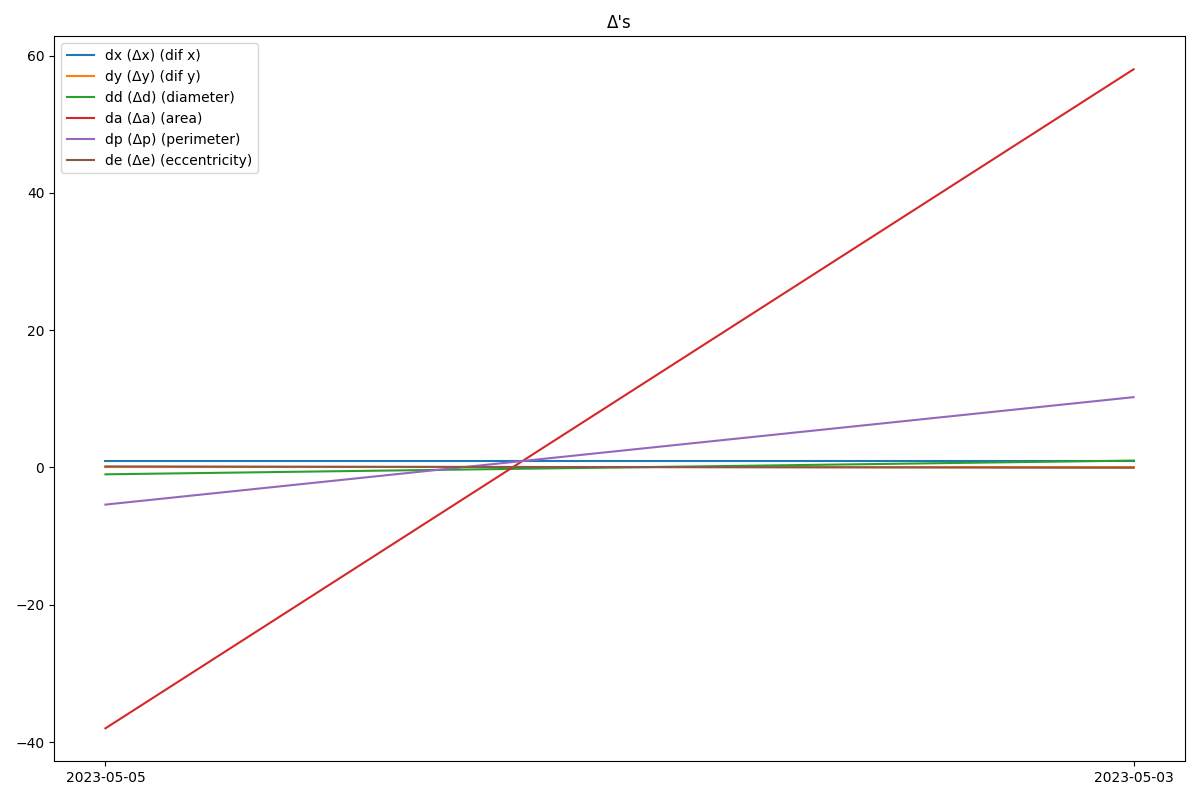 Δ's
dx (Δx) (dif x)
dy (Δy) (dif y)
dd (Δd) (diameter)
da (Δa) (area)
dp (Δp) (perimeter)
de (Δe) (eccentricity)
60
40
20
0
−20
−40
2023-05-05
2023-05-03